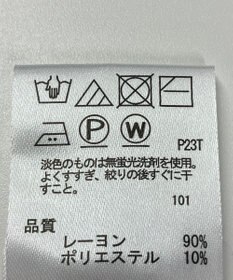 P W
P23T
淡色のものは無蛍光洗剤を使用。
よくすすぎ、絞りの後すぐに干
すこと。
101
品質
レーヨン 90%
ポリエステル 10%